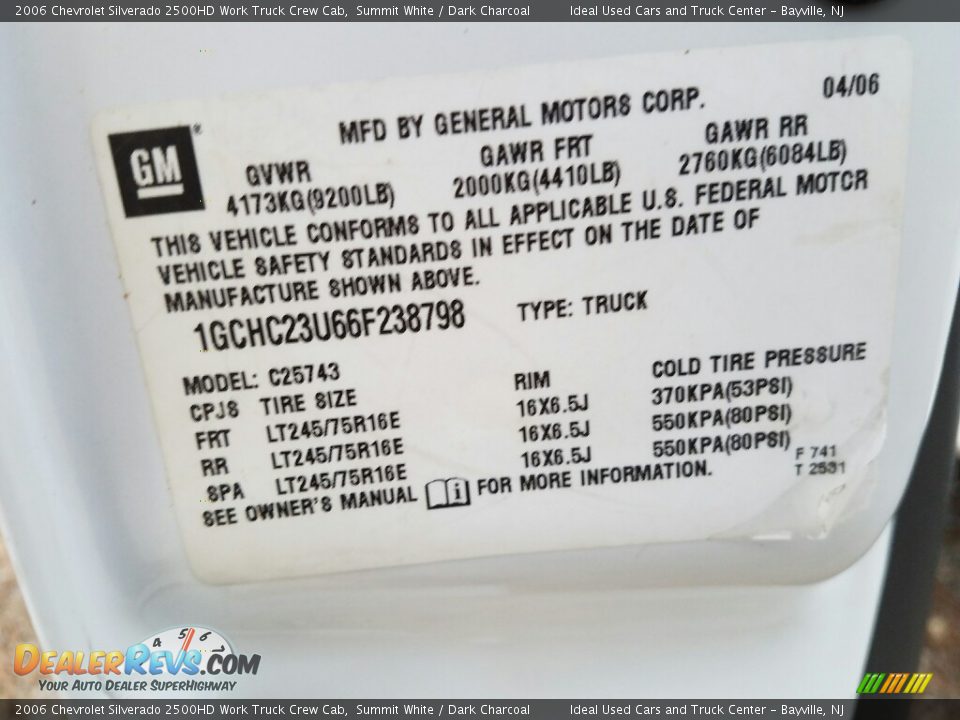 2006 Chevrolet Silverado 2500HD Work Truck Crew Cab, Summit White / Dark Charcoal Ideal Used Cars and Truck Center – Bayville, NJ
04/06
MFD BY GENERAL MOTORS CORP.
GM®
GVWR GAWR FRT GAWR RR
4173KG(9200LB) 2000KG(4410LB) 2760KG(6084LB)
THIS VEHICLE CONFORMS TO ALL APPLICABLE U.S. FEDERAL MOTOR
VEHICLE SAFETY STANDARDS IN EFFECT ON THE DATE OF
MANUFACTURE SHOWN ABOVE.
1GCHC23U66F238798 TYPE: TRUCK
MODEL: C25743
CPJS TIRE SIZE RIM COLD TIRE PRESSURE
FRT LT245/75R16E 16X6.5J 370KPA(53PSI)
RR LT245/75R16E 16X6.5J 550KPA(80PSI)
SPA LT245/75R16E 16X6.5J 550KPA(80PSI)
F 741
T 2531
SEE OWNER'S MANUAL i FOR MORE INFORMATION.
4 5 6
DEALERREVS.COM
YOUR AUTO DEALER SUPERHIGHWAY
2006 Chevrolet Silverado 2500HD Work Truck Crew Cab, Summit White / Dark Charcoal Ideal Used Cars and Truck Center – Bayville, NJ